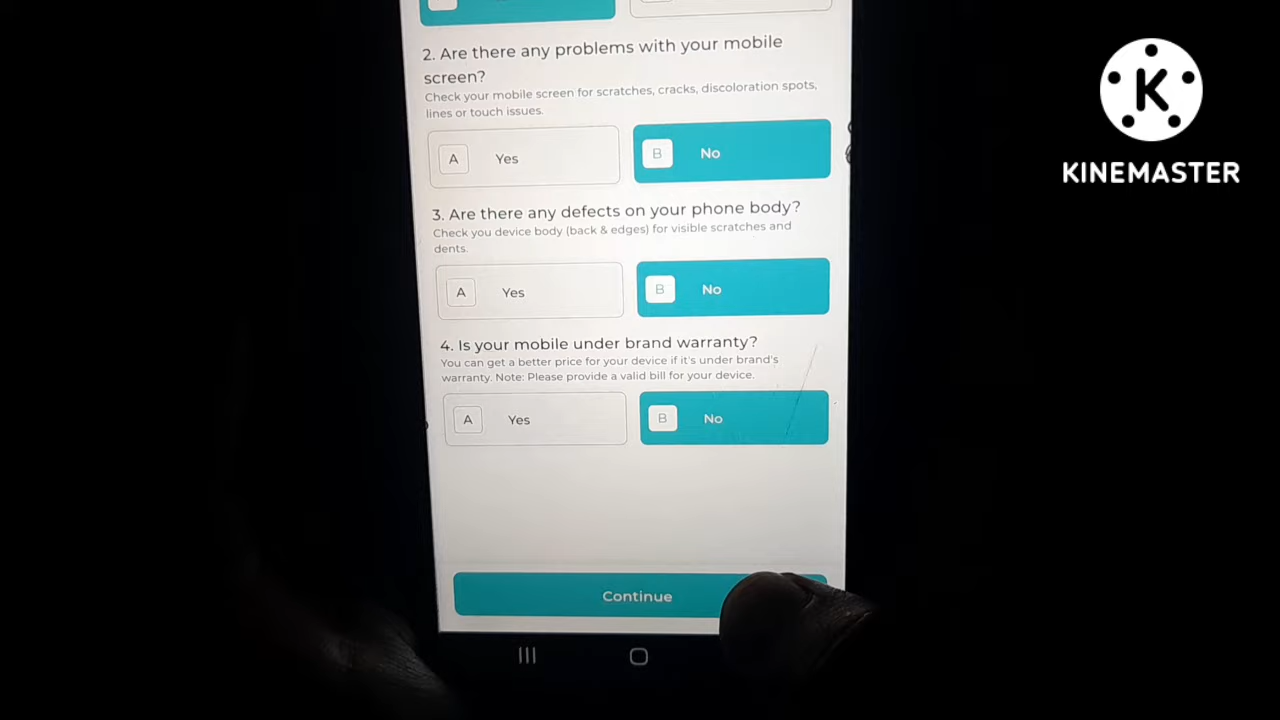 2. Are there any problems with your mobile
screen?
Check your mobile screen for scratches, cracks, discoloration spots,
lines or touch issues.
A Yes
B No
3. Are there any defects on your phone body?
Check you device body (back & edges) for visible scratches and
dents.
A Yes
B No
4. Is your mobile under brand warranty?
You can get a better price for your device if it's under brand's
warranty. Note: Please provide a valid bill for your device.
A Yes
B No
Continue
K
KINEMASTER